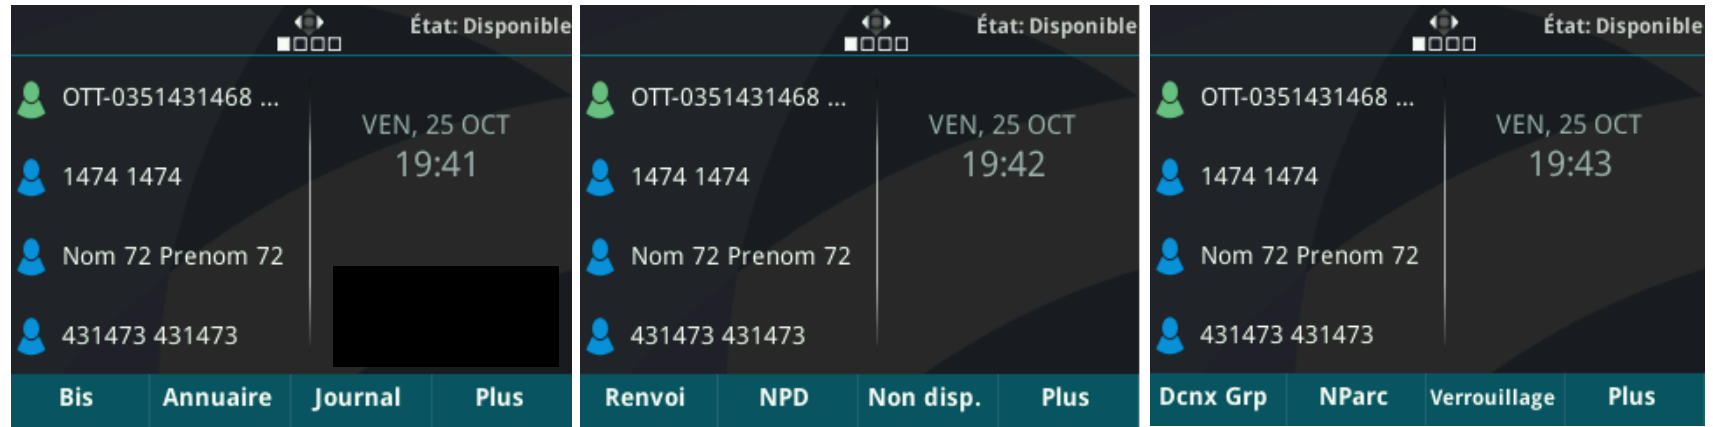 État: Disponible
OTT-0351431468 ...
VEN, 25 OCT
19:41
1474 1474
Nom 72 Prenom 72
431473 431473
Bis Annuaire Journal Plus
État: Disponible
OTT-0351431468 ...
VEN, 25 OCT
19:42
1474 1474
Nom 72 Prenom 72
431473 431473
Renvoi NPD Non disp. Plus
État: Disponible
OTT-0351431468 ...
VEN, 25 OCT
19:43
1474 1474
Nom 72 Prenom 72
431473 431473
Dcnx Grp NParc Verrouillage Plus